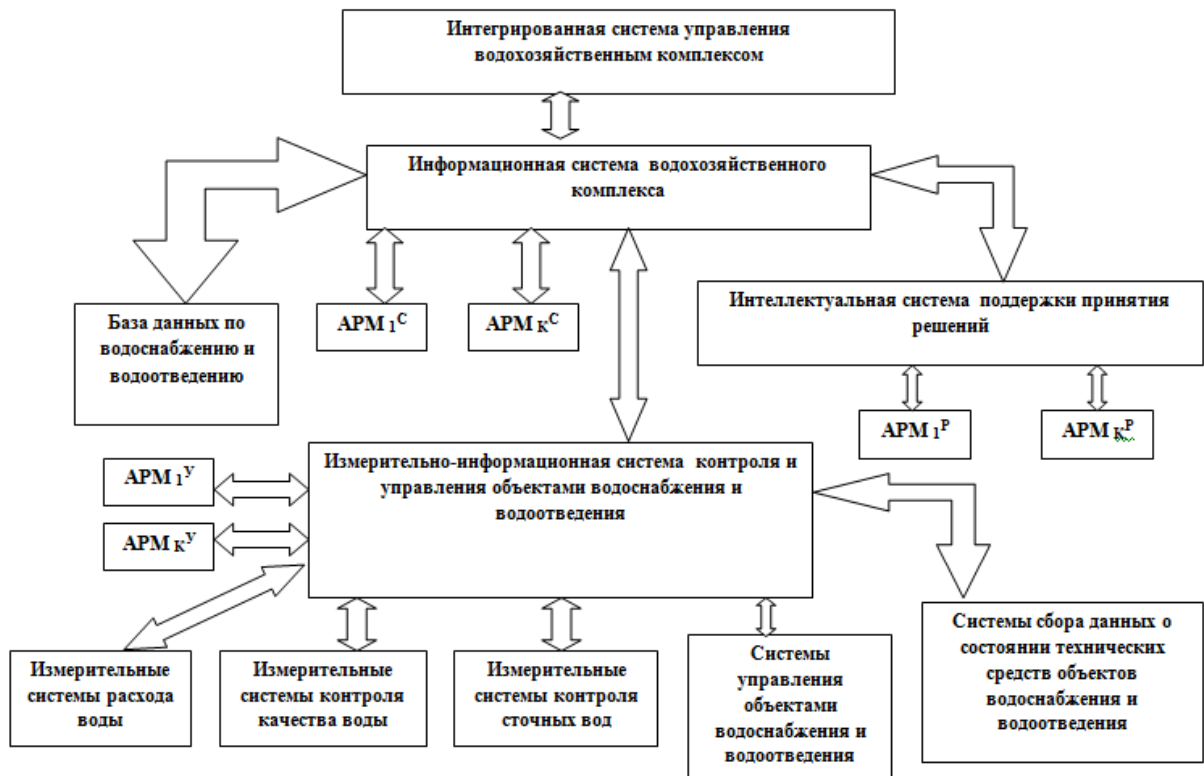 Интегрированная система управления
водохозяйственным комплексом
Информационная система водохозяйственного
комплекса
База данных по
водоснабжению и
водоотведению
АРМ 1С
АРМ КС
Интеллектуальная система поддержки принятия
решений
АРМ 1Р
АРМ КР
Измерительно-информационная система контроля и
управления объектами водоснабжения и
водоотведения
АРМ 1У
АРМ КУ
Измерительные
системы расхода
воды
Измерительные
системы контроля
качества воды
Измерительные
системы контроля
сточных вод
Системы
управления
объектами
водоснабжения и
водоотведения
Системы сбора данных о
состоянии технических
средств объектов
водоснабжения и
водоотведения